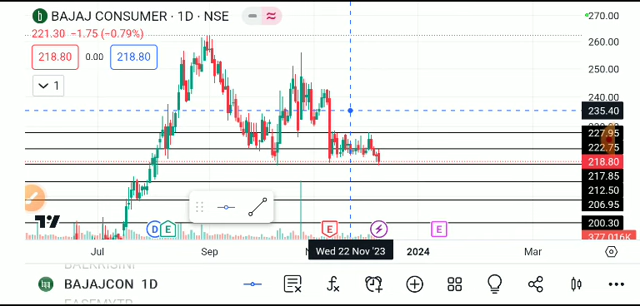 BAJAJ CONSUMER · 1D · NSE
221.30 −1.75 (−0.79%)
218.80 0.00 218.80
1
270.00
260.00
250.00
240.00
235.40
227.95
222.75
218.80
217.85
212.50
206.95
200.30
377.016K
D E E E
Jul Sep Wed 22 Nov '23 2024 Mar
BAJAJCON 1D